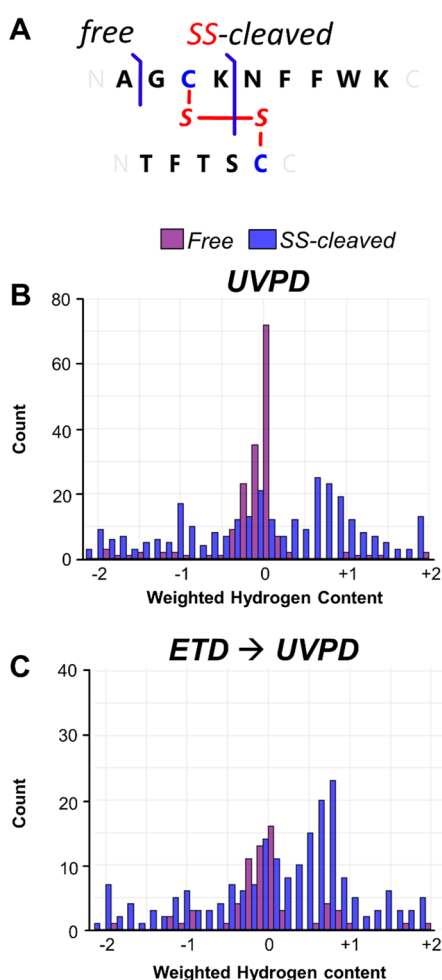 A
free SS-cleaved
N A G C K N F F W K C
S S
N T F T S C C
Free SS-cleaved
B
UVPD
80
60
40
20
0
Count
-2 -1 0 +1 +2
Weighted Hydrogen Content
C
ETD → UVPD
40
30
20
10
0
Count
-2 -1 0 +1 +2
Weighted Hydrogen content